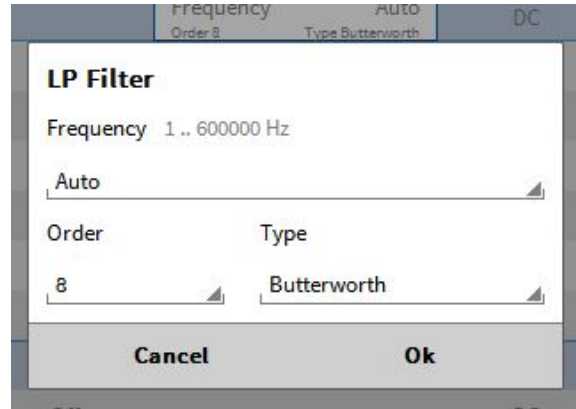 Frequency Auto DC
Order 8 Type Butterworth
LP Filter
Frequency 1 .. 600000 Hz
Auto
Order Type
8 Butterworth
Cancel Ok